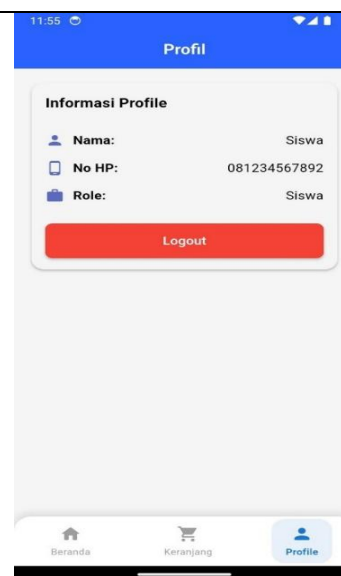 11:55
Profil
Informasi Profile
Nama: Siswa
No HP: 081234567892
Role: Siswa
Logout
Beranda Keranjang Profile